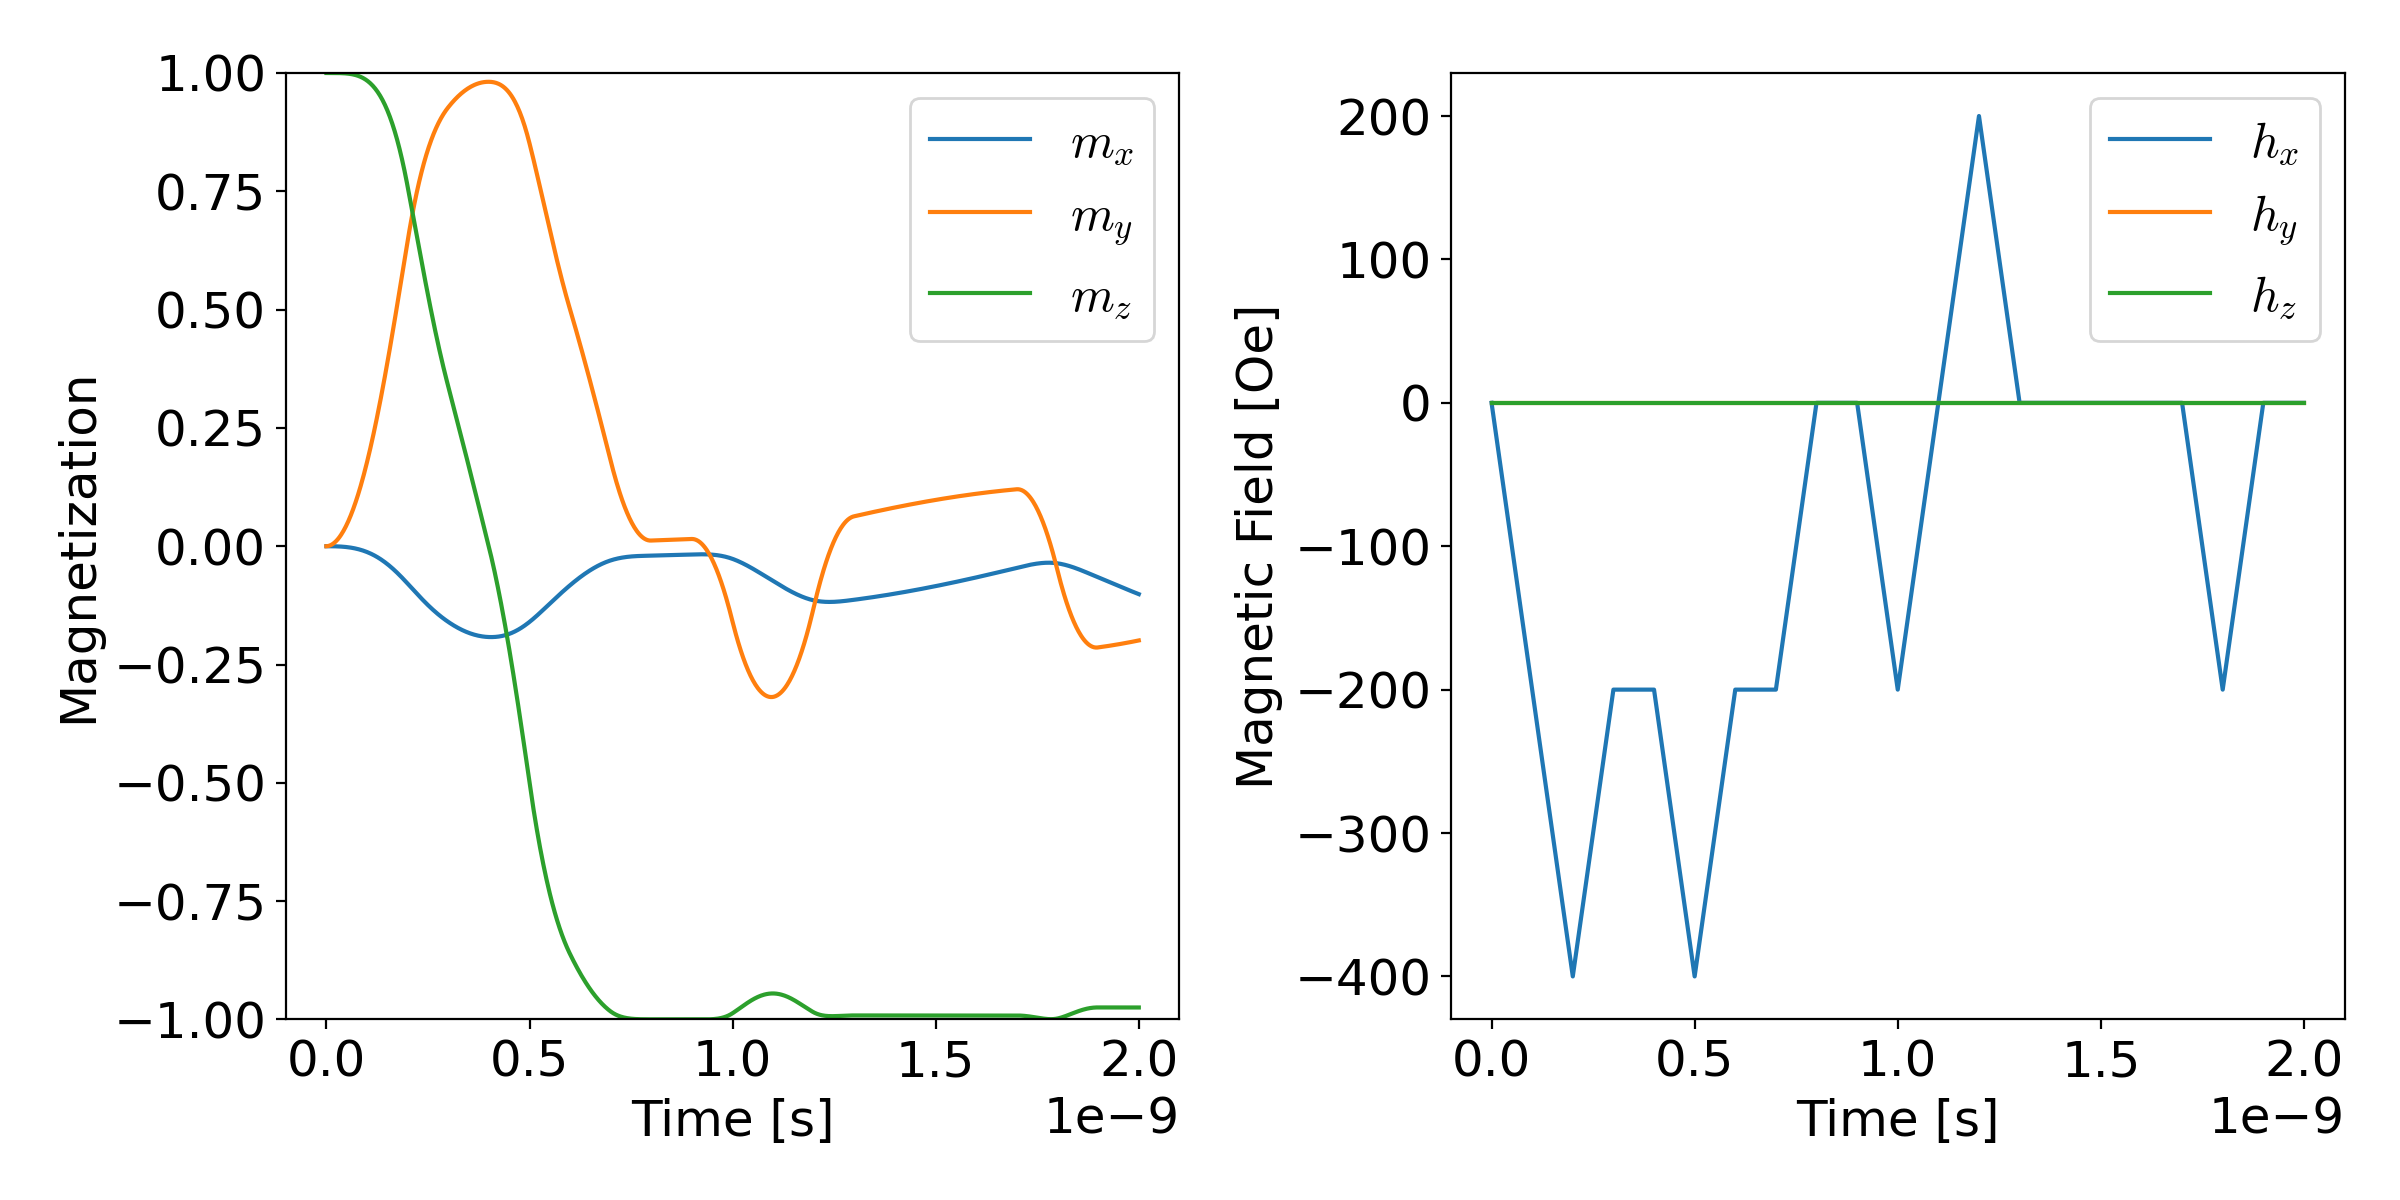 1.00
0.75
0.50
0.25
0.00
−0.25
−0.50
−0.75
−1.00
Magnetization
0.0 0.5 1.0 1.5 2.0
Time [s]
1e−9
m_x
m_y
m_z
200
100
0
−100
−200
−300
−400
Magnetic Field [Oe]
0.0 0.5 1.0 1.5 2.0
Time [s]
1e−9
h_x
h_y
h_z